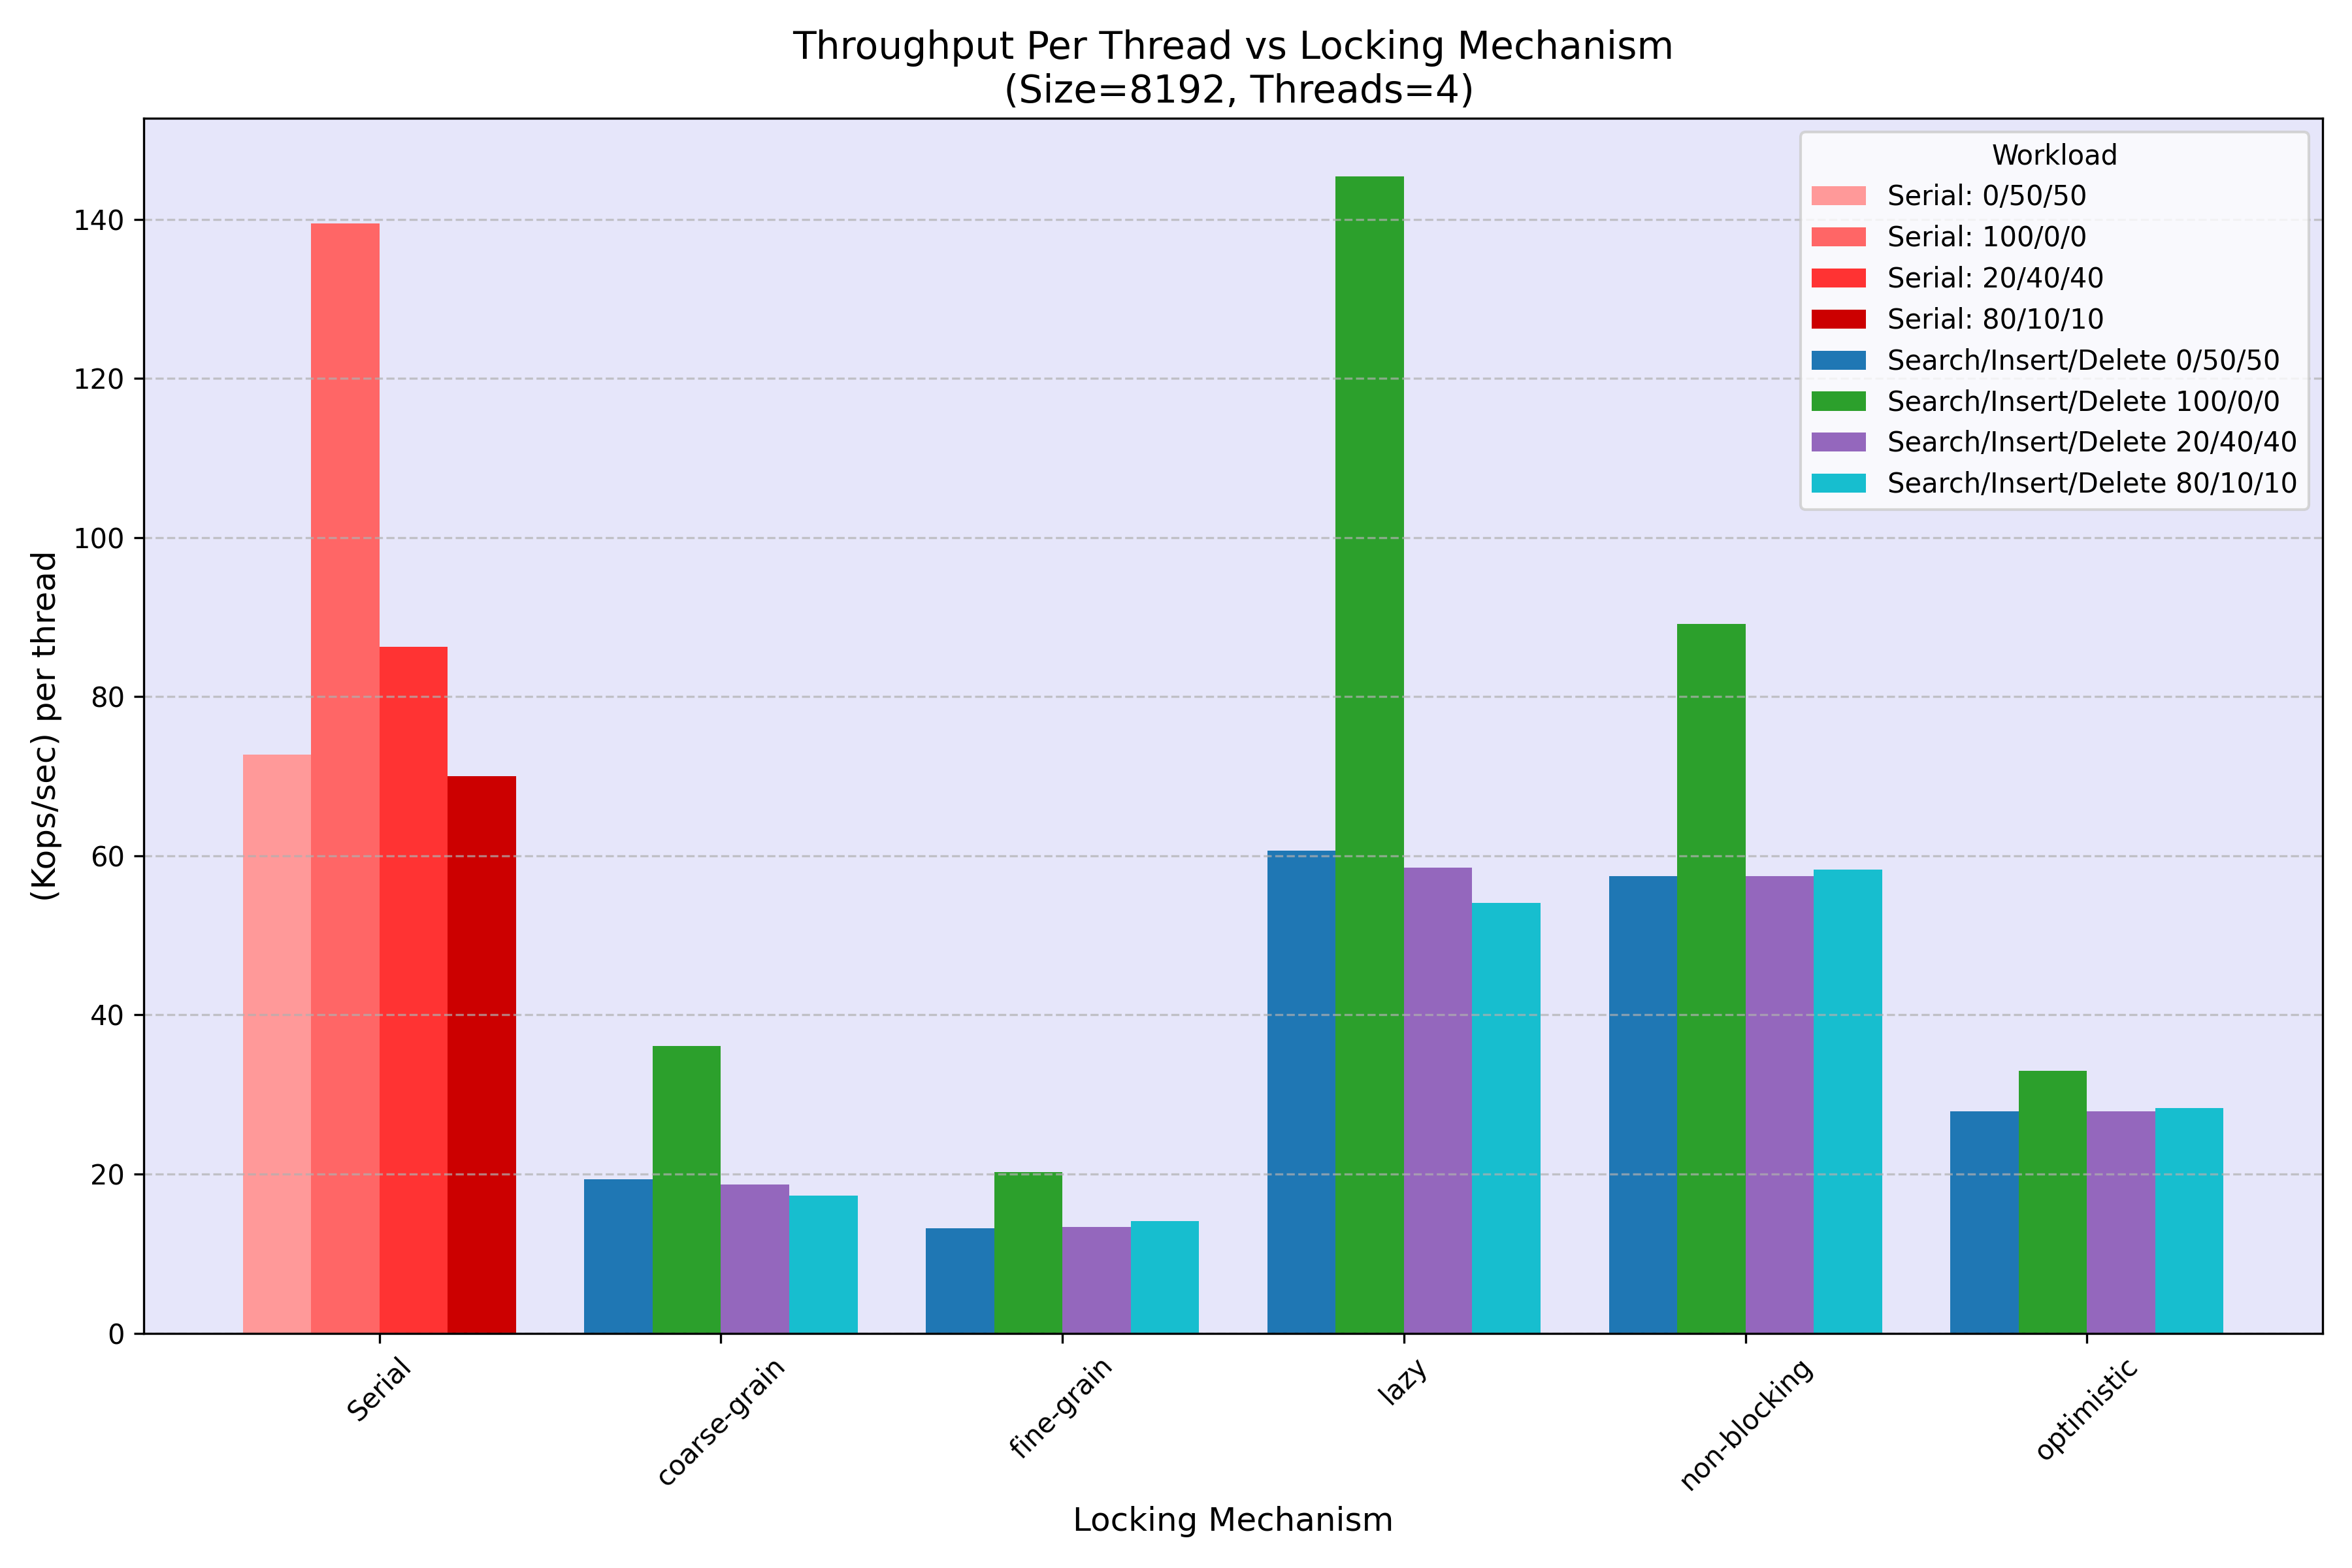 Throughput Per Thread vs Locking Mechanism
(Size=8192, Threads=4)
Workload
Serial: 0/50/50
Serial: 100/0/0
Serial: 20/40/40
Serial: 80/10/10
Search/Insert/Delete 0/50/50
Search/Insert/Delete 100/0/0
Search/Insert/Delete 20/40/40
Search/Insert/Delete 80/10/10
(Kops/sec) per thread
140
120
100
80
60
40
20
0
Serial
coarse-grain
fine-grain
lazy
non-blocking
optimistic
Locking Mechanism